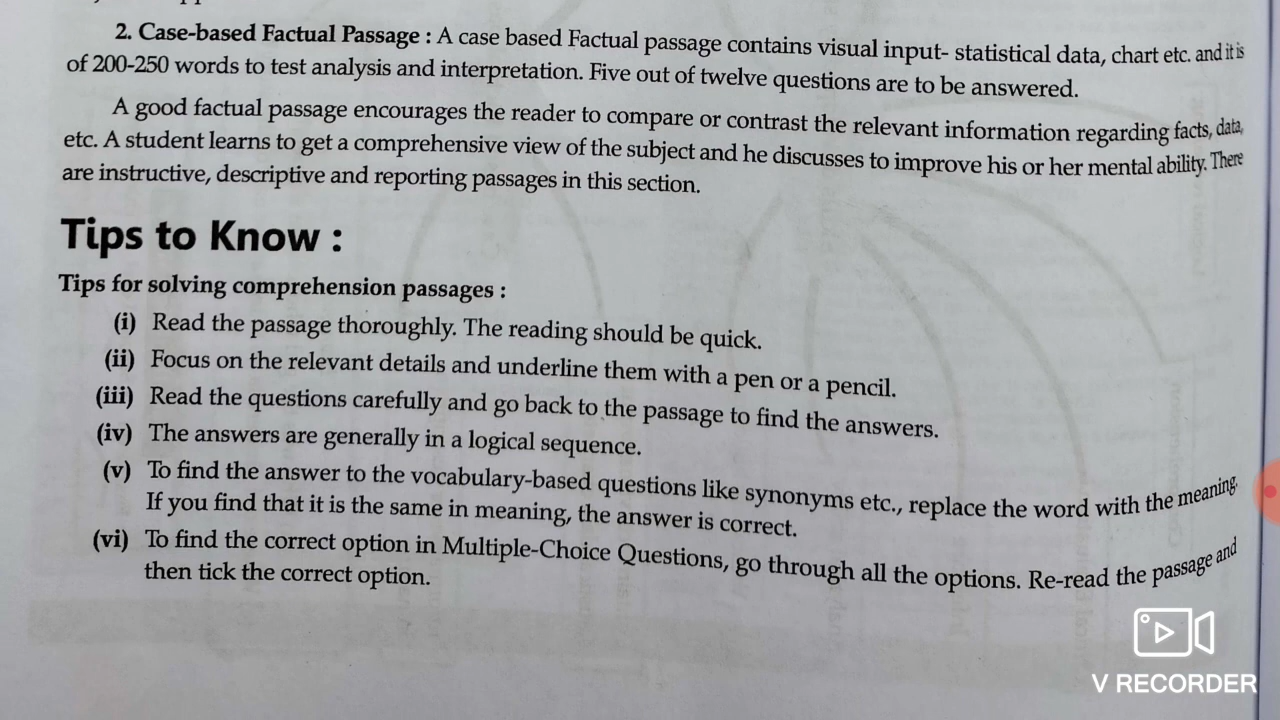 2. Case-based Factual Passage : A case based Factual passage contains visual input- statistical data, chart etc. and it is
of 200-250 words to test analysis and interpretation. Five out of twelve questions are to be answered.
A good factual passage encourages the reader to compare or contrast the relevant information regarding facts, data,
etc. A student learns to get a comprehensive view of the subject and he discusses to improve his or her mental ability. There
are instructive, descriptive and reporting passages in this section.
Tips to Know :
Tips for solving comprehension passages :
(i) Read the passage thoroughly. The reading should be quick.
(ii) Focus on the relevant details and underline them with a pen or a pencil.
(iii) Read the questions carefully and go back to the passage to find the answers.
(iv) The answers are generally in a logical sequence.
(v) To find the answer to the vocabulary-based questions like synonyms etc., replace the word with the meaning.
If you find that it is the same in meaning, the answer is correct.
(vi) To find the correct option in Multiple-Choice Questions, go through all the options. Re-read the passage and
then tick the correct option.
V RECORDER